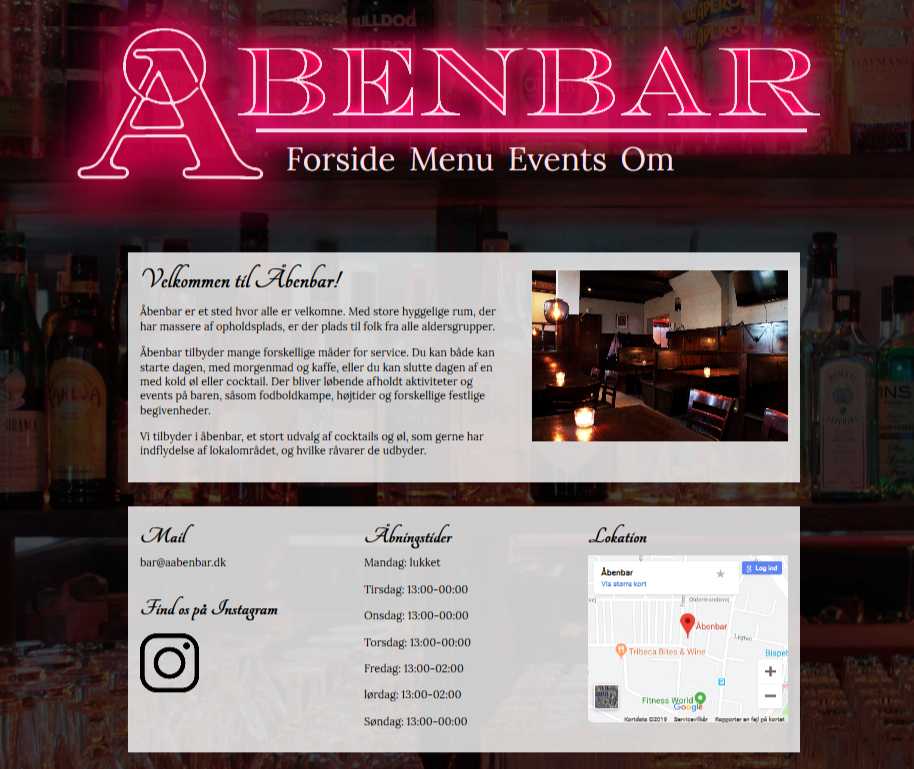 BULLDOG
APEROL
HAYMAN'S
ÅBENBAR
Forside Menu Events Om
Velkommen til Åbenbar!
Åbenbar er et sted hvor alle er velkomne. Med store hyggelige rum, der
har massere af opholdsplads, er der plads til folk fra alle aldersgrupper.
Åbenbar tilbyder mange forskellige måder for service. Du kan både kan
starte dagen, med morgenmad og kaffe, eller du kan slutte dagen af en
med kold øl eller cocktail. Der bliver løbende afholdt aktiviteter og
events på baren, såsom fodboldkampe, højtider og forskellige festlige
begivenheder.
Vi tilbyder i åbenbar, et stort udvalg af cocktails og øl, som gerne har
indflydelse af lokalområdet, og hvilke råvarer de udbyder.
Mail
bar@aabenbar.dk
Find os på Instagram
Åbningstider
Mandag: lukket
Tirsdag: 13:00-00:00
Onsdag: 13:00-00:00
Torsdag: 13:00-00:00
Fredag: 13:00-02:00
lørdag: 13:00-02:00
Søndag: 13:00-00:00
Lokation
Åbenbar
Vis større kort
Log ind
Oldermandsvej
Åbenbar
Tribeca Bites & Wine
Bispeb
Fitness World
Google
Kortdata ©2019 Servicevilkår Rapporter en fejl på kortet